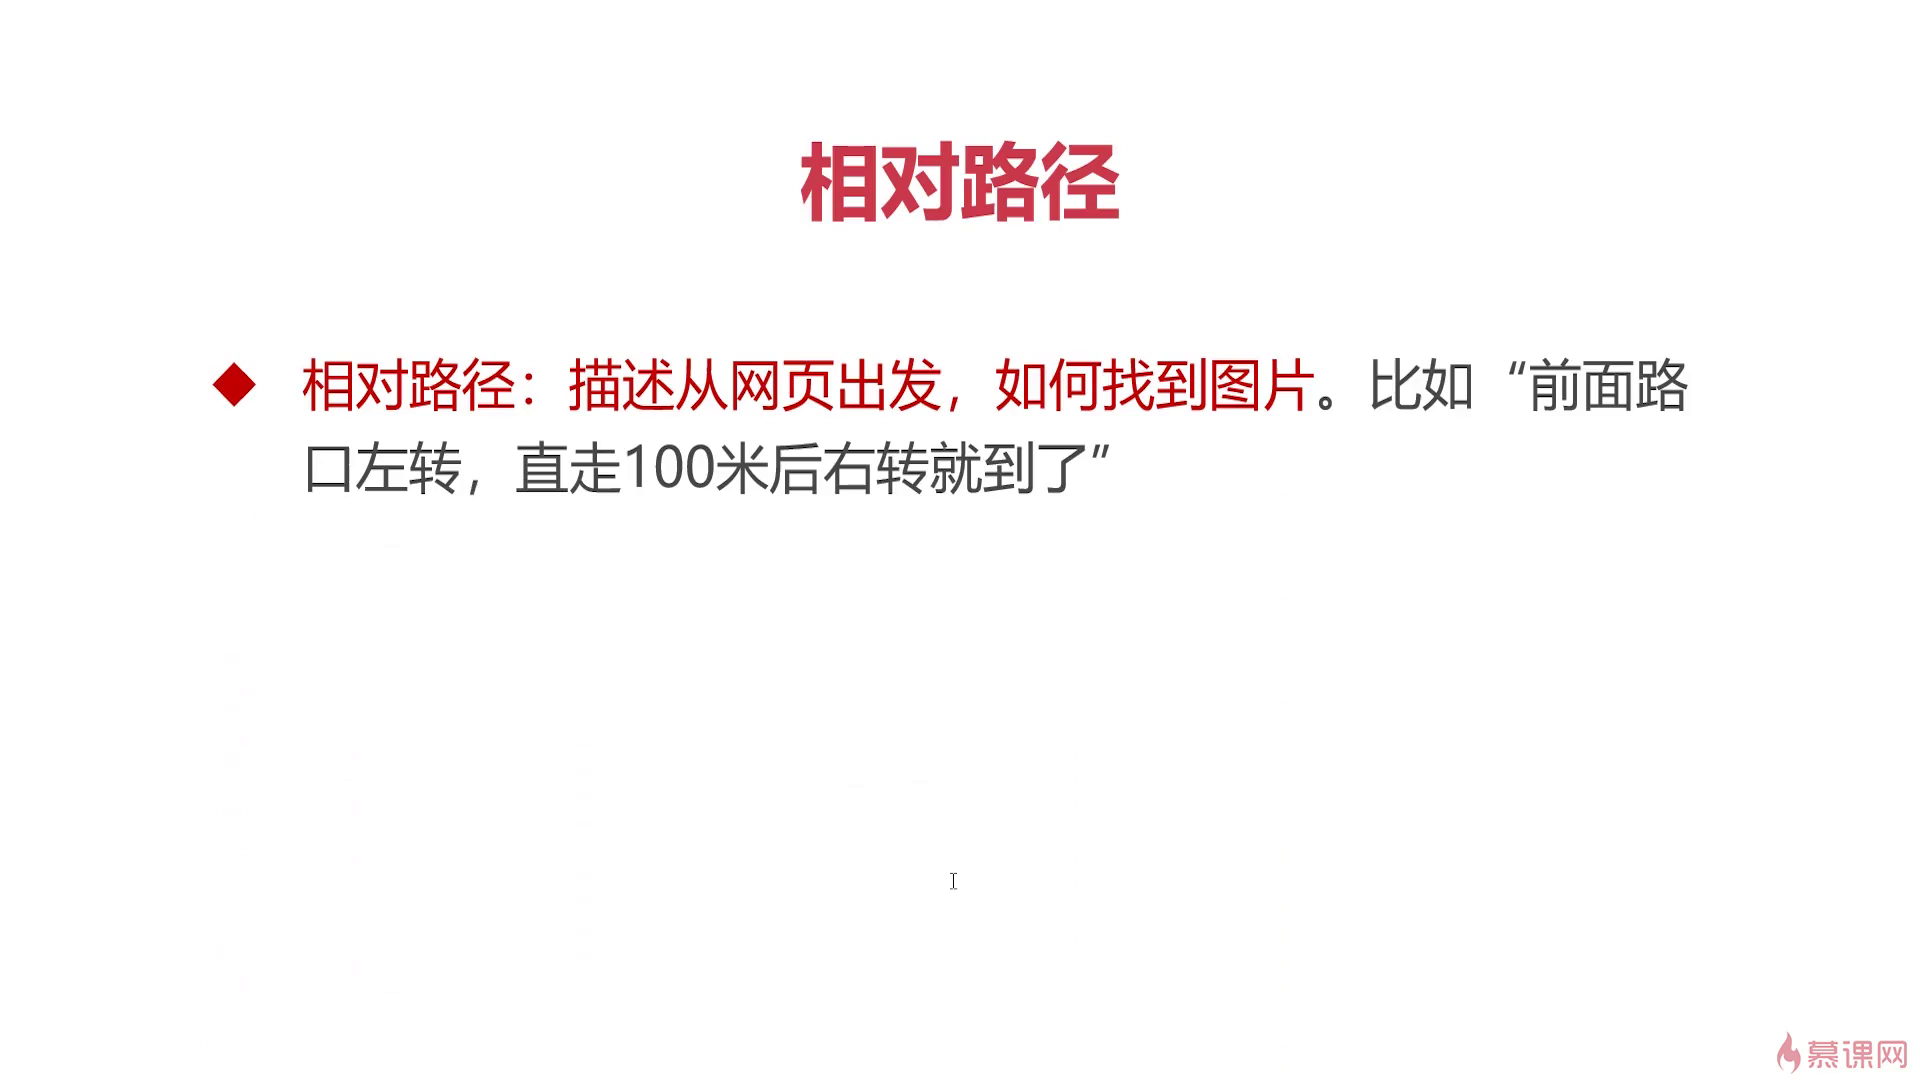 相对路径
相对路径：描述从网页出发，如何找到图片。比如“前面路
口左转，直走100米后右转就到了”
慕课网